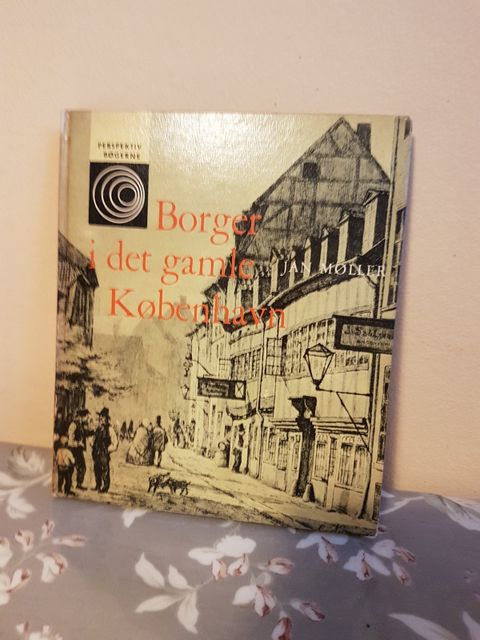 PERSPEKTIV
BØGERNE
Borger
i det gamle
JAN MØLLER
København